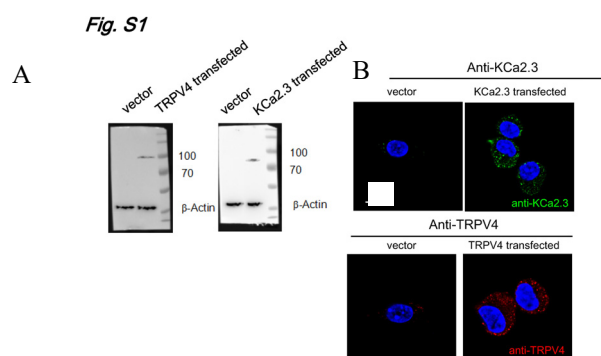 Fig. S1
A
vector
TRPV4 transfected
100
70
β-Actin
vector
KCa2.3 transfected
100
70
β-Actin
B
Anti-KCa2.3
vector
KCa2.3 transfected
anti-KCa2.3
Anti-TRPV4
vector
TRPV4 transfected
anti-TRPV4